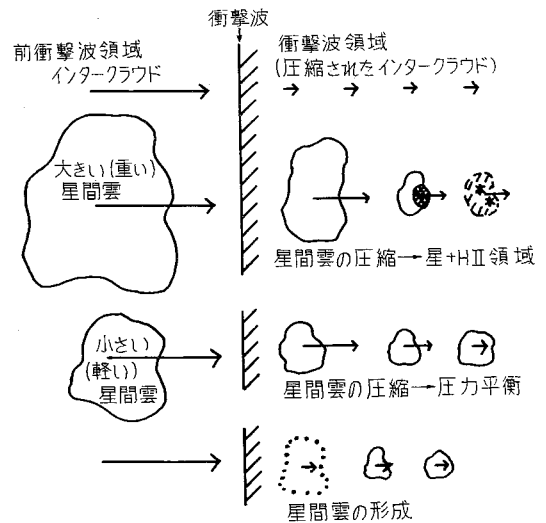 衝撃波
前衝撃波領域
インタークラウド
衝撃波領域
(圧縮されたインタークラウド)
大きい(重い)
星間雲
星間雲の圧縮→星+HII領域
小さい
(軽い)
星間雲
星間雲の圧縮→圧力平衡
星間雲の形成